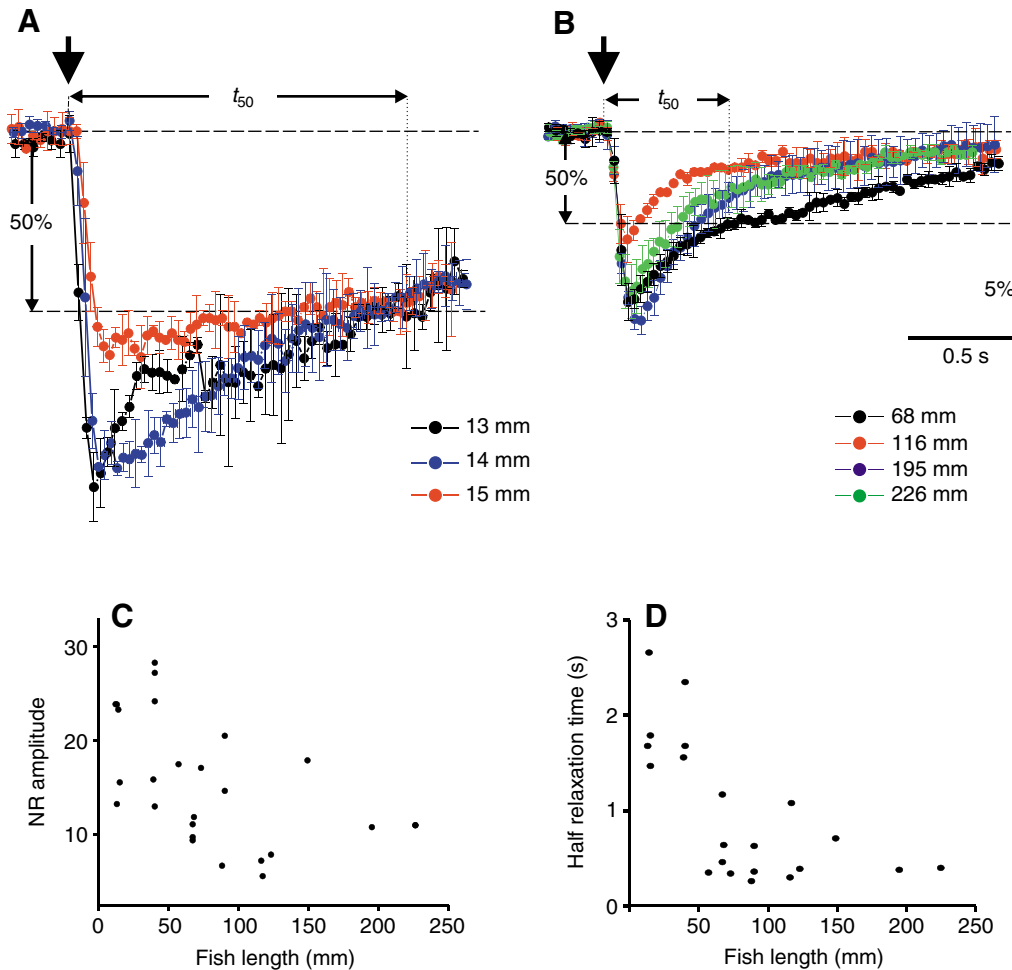 A
B
t50
t50
50%
50%
5%
0.5 s
13 mm
14 mm
15 mm
68 mm
116 mm
195 mm
226 mm
C
D
30
20
10
NR amplitude
0 50 100 150 200 250
Fish length (mm)
3
2
1
0
Half relaxation time (s)
50 100 150 200 250
Fish length (mm)